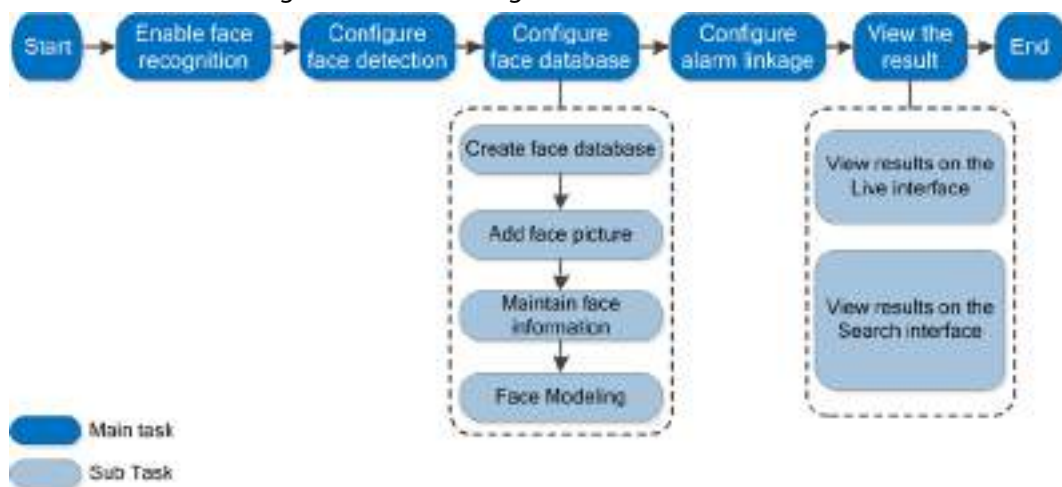 Start
Enable face
recognition
Configure
face detection
Configure
face database
Configure
alarm linkage
View the
result
End
Create face database
Add face picture
Maintain face
information
Face Modeling
View results on the
Live interface
View results on the
Search interface
Main task
Sub Task